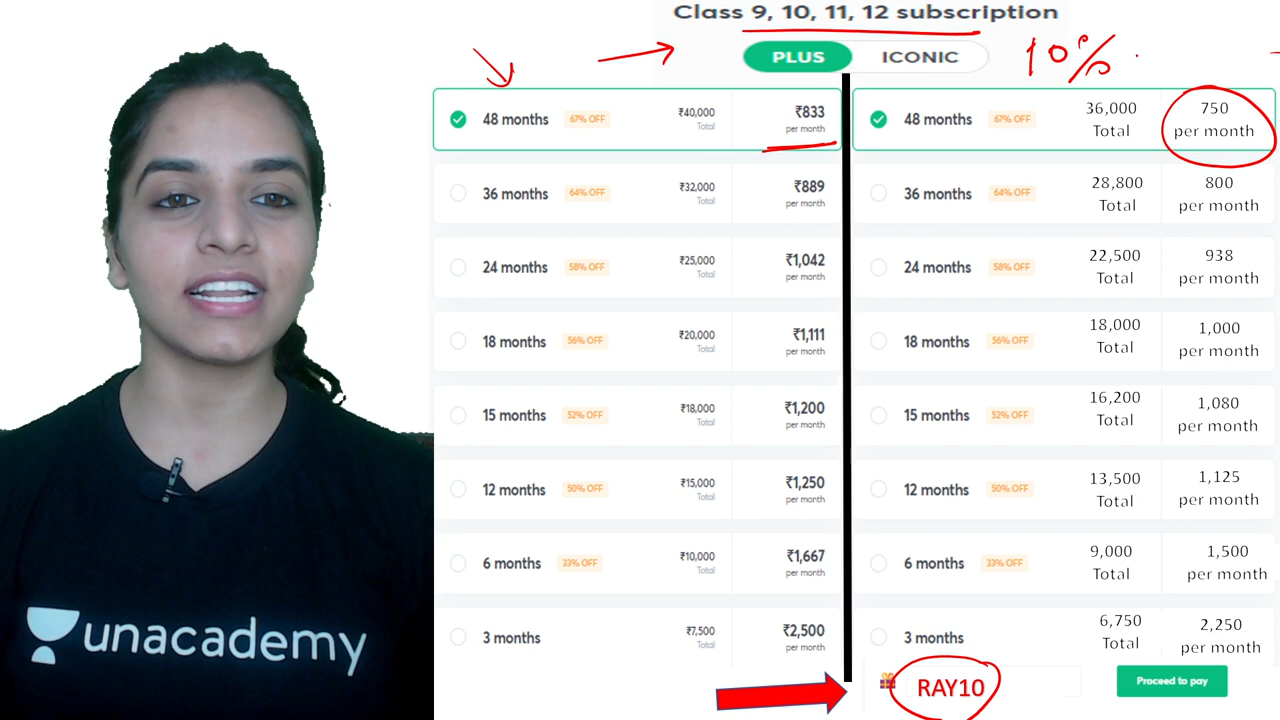 Class 9, 10, 11, 12 subscription
PLUS ICONIC
10%
48 months 67% OFF ₹40,000 Total ₹833 per month
36 months 64% OFF ₹32,000 Total ₹889 per month
24 months 58% OFF ₹25,000 Total ₹1,042 per month
18 months 56% OFF ₹20,000 Total ₹1,111 per month
15 months 52% OFF ₹18,000 Total ₹1,200 per month
12 months 50% OFF ₹15,000 Total ₹1,250 per month
6 months 33% OFF ₹10,000 Total ₹1,667 per month
3 months ₹7,500 Total ₹2,500 per month
48 months 67% OFF 36,000 Total 750 per month
36 months 64% OFF 28,800 Total 800 per month
24 months 58% OFF 22,500 Total 938 per month
18 months 56% OFF 18,000 Total 1,000 per month
15 months 52% OFF 16,200 Total 1,080 per month
12 months 50% OFF 13,500 Total 1,125 per month
6 months 33% OFF 9,000 Total 1,500 per month
3 months 6,750 Total 2,250 per month
RAY10 Proceed to pay
unacademy